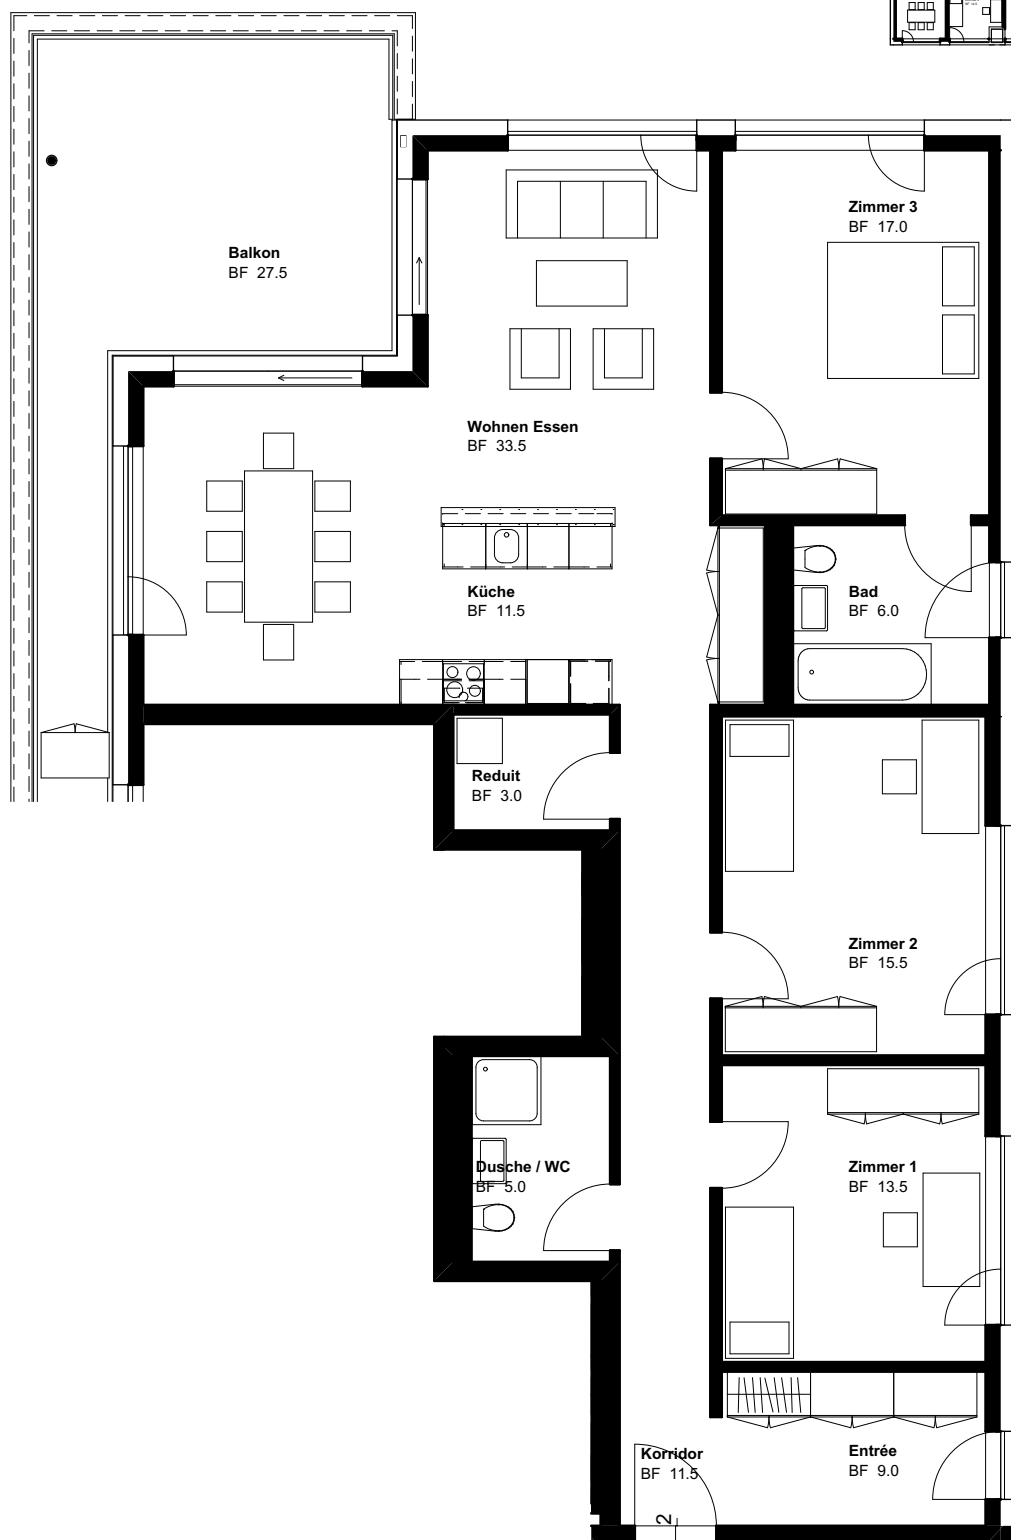 Zimmer 3
BF 17.0
Balkon
BF 27.5
Wohnen Essen
BF 33.5
Küche
BF 11.5
Bad
BF 6.0
Reduit
BF 3.0
Zimmer 2
BF 15.5
Dusche / WC
BF 5.0
Zimmer 1
BF 13.5
Korridor
BF 11.5
Entrée
BF 9.0
2